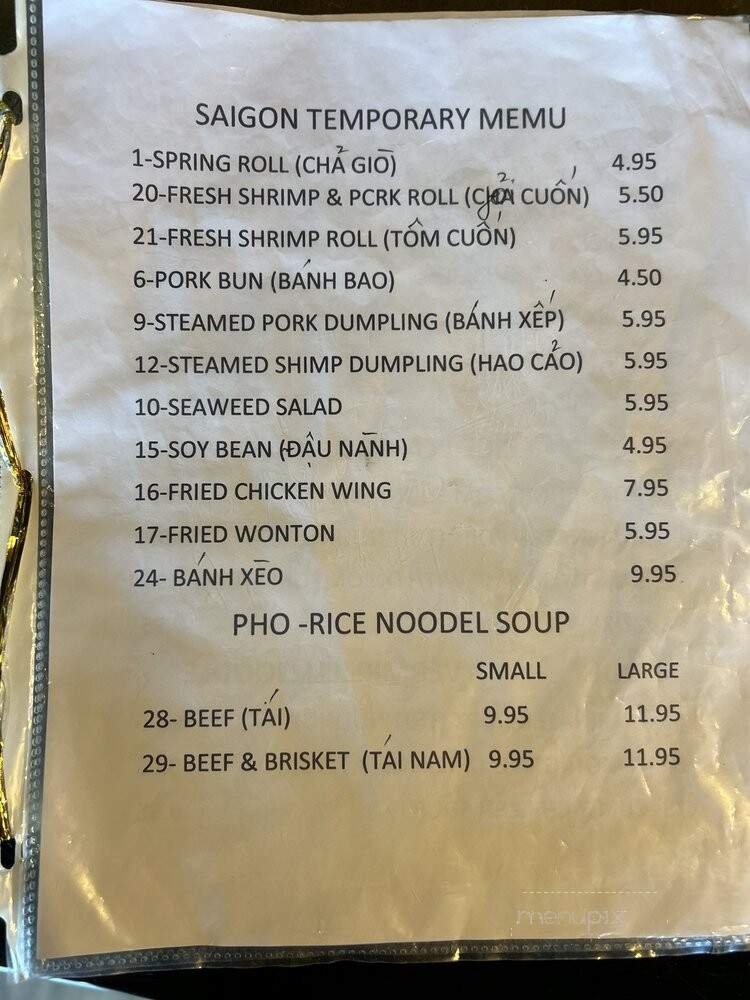 SAIGON TEMPORARY MEMU
1-SPRING ROLL (CHẢ GIO) 4.95
20-FRESH SHRIMP & PCRK ROLL (GỎI CUỐN) 5.50
21-FRESH SHRIMP ROLL (TÔM CUỐN) 5.95
6-PORK BUN (BÁNH BAO) 4.50
9-STEAMED PORK DUMPLING (BÁNH XẾP) 5.95
12-STEAMED SHIMP DUMPLING (HAO CẢO) 5.95
10-SEAWEED SALAD 5.95
15-SOY BEAN (ĐẬU NÀNH) 4.95
16-FRIED CHICKEN WING 7.95
17-FRIED WONTON 5.95
24- BÁNH XÈO 9.95
PHO -RICE NOODEL SOUP
SMALL LARGE
28- BEEF (TÁI) 9.95 11.95
29- BEEF & BRISKET (TÁI NAM) 9.95 11.95
menupix